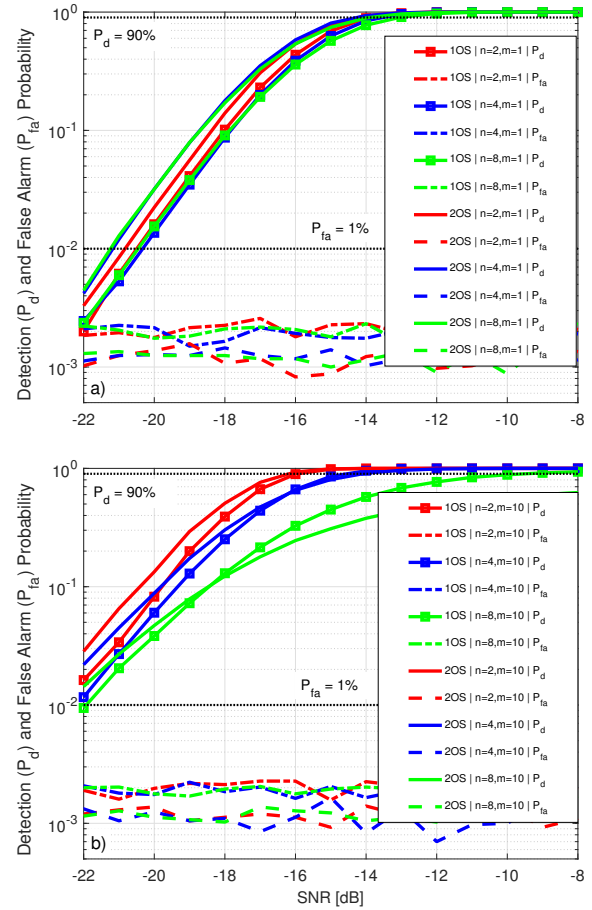 10^0
P_d = 90%
10^-1
P_fa = 1%
10^-2
10^-3
a)
Detection (P_d) and False Alarm (P_fa) Probability
1OS | n=2,m=1 | P_d
1OS | n=2,m=1 | P_fa
1OS | n=4,m=1 | P_d
1OS | n=4,m=1 | P_fa
1OS | n=8,m=1 | P_d
1OS | n=8,m=1 | P_fa
2OS | n=2,m=1 | P_d
2OS | n=2,m=1 | P_fa
2OS | n=4,m=1 | P_d
2OS | n=4,m=1 | P_fa
2OS | n=8,m=1 | P_d
2OS | n=8,m=1 | P_fa
-22 -20 -18 -16 -14 -12 -10 -8
10^0
P_d = 90%
10^-1
P_fa = 1%
10^-2
10^-3
b)
Detection (P_d) and False Alarm (P_fa) Probability
1OS | n=2,m=10 | P_d
1OS | n=2,m=10 | P_fa
1OS | n=4,m=10 | P_d
1OS | n=4,m=10 | P_fa
1OS | n=8,m=10 | P_d
1OS | n=8,m=10 | P_fa
2OS | n=2,m=10 | P_d
2OS | n=2,m=10 | P_fa
2OS | n=4,m=10 | P_d
2OS | n=4,m=10 | P_fa
2OS | n=8,m=10 | P_d
2OS | n=8,m=10 | P_fa
-22 -20 -18 -16 -14 -12 -10 -8
SNR [dB]